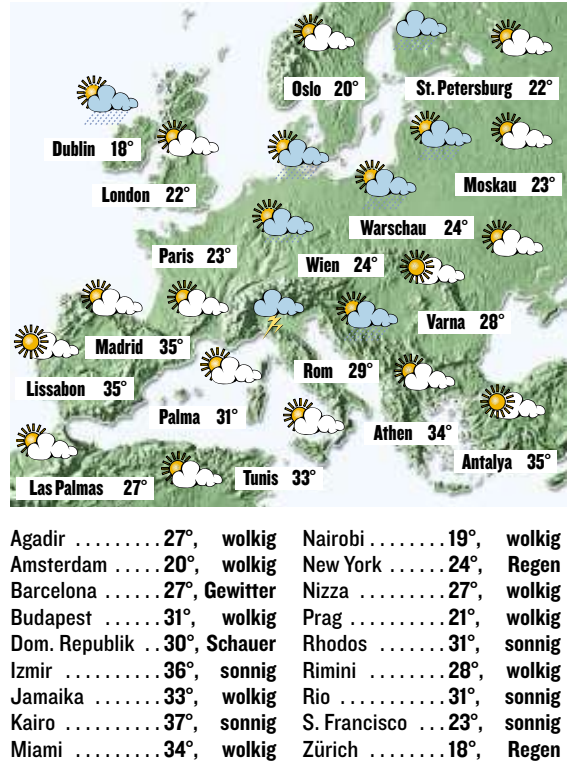 Oslo 20°
St. Petersburg 22°
Dublin 18°
London 22°
Moskau 23°
Warschau 24°
Paris 23°
Wien 24°
Varna 28°
Madrid 35°
Rom 29°
Lissabon 35°
Palma 31°
Athen 34°
Antalya 35°
Tunis 33°
Las Palmas 27°
Agadir ......... 27°, wolkig
Amsterdam ..... 20°, wolkig
Barcelona ...... 27°, Gewitter
Budapest ....... 31°, wolkig
Dom. Republik .. 30°, Schauer
Izmir .......... 36°, sonnig
Jamaika ........ 33°, wolkig
Kairo .......... 37°, sonnig
Miami ......... 34°, wolkig
Nairobi ........ 19°, wolkig
New York ...... 24°, Regen
Nizza .......... 27°, wolkig
Prag ........... 21°, wolkig
Rhodos ........ 31°, sonnig
Rimini ......... 28°, wolkig
Rio ............ 31°, sonnig
S. Francisco ... 23°, sonnig
Zürich ......... 18°, Regen